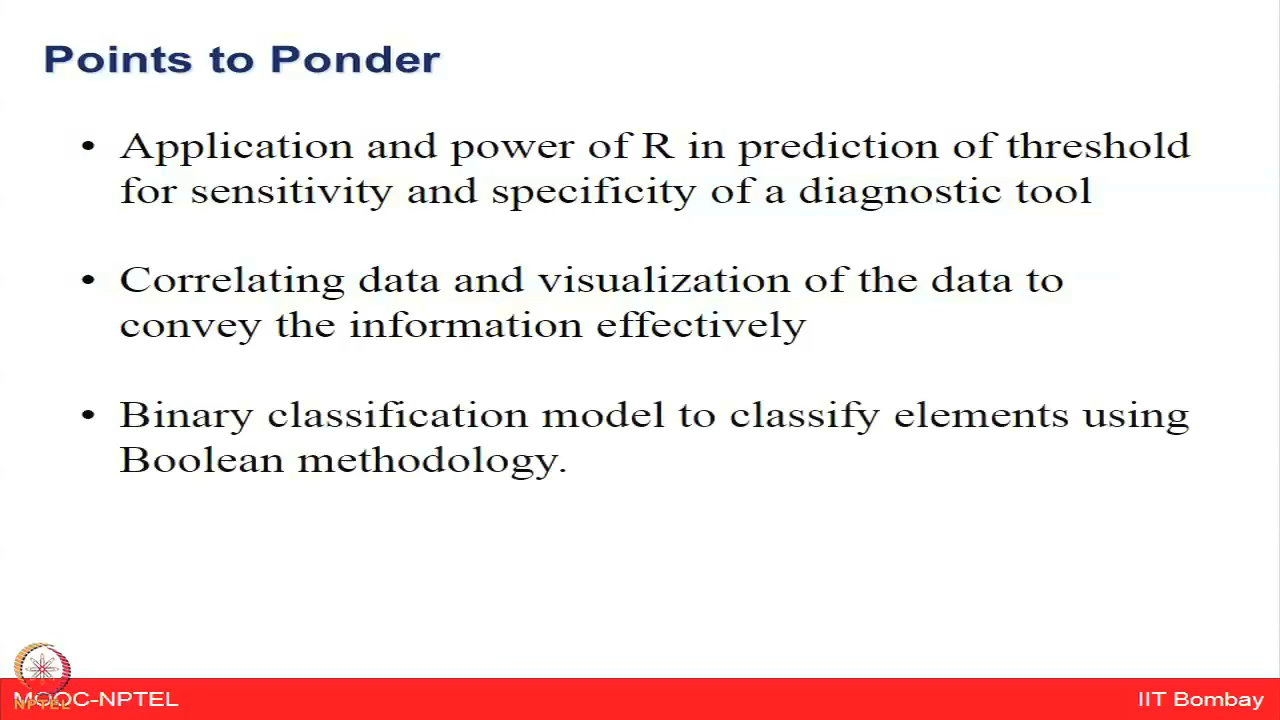 Points to Ponder
• Application and power of R in prediction of threshold
for sensitivity and specificity of a diagnostic tool
• Correlating data and visualization of the data to
convey the information effectively
• Binary classification model to classify elements using
Boolean methodology.
MOOC-NPTEL
NPTEL
IIT Bombay